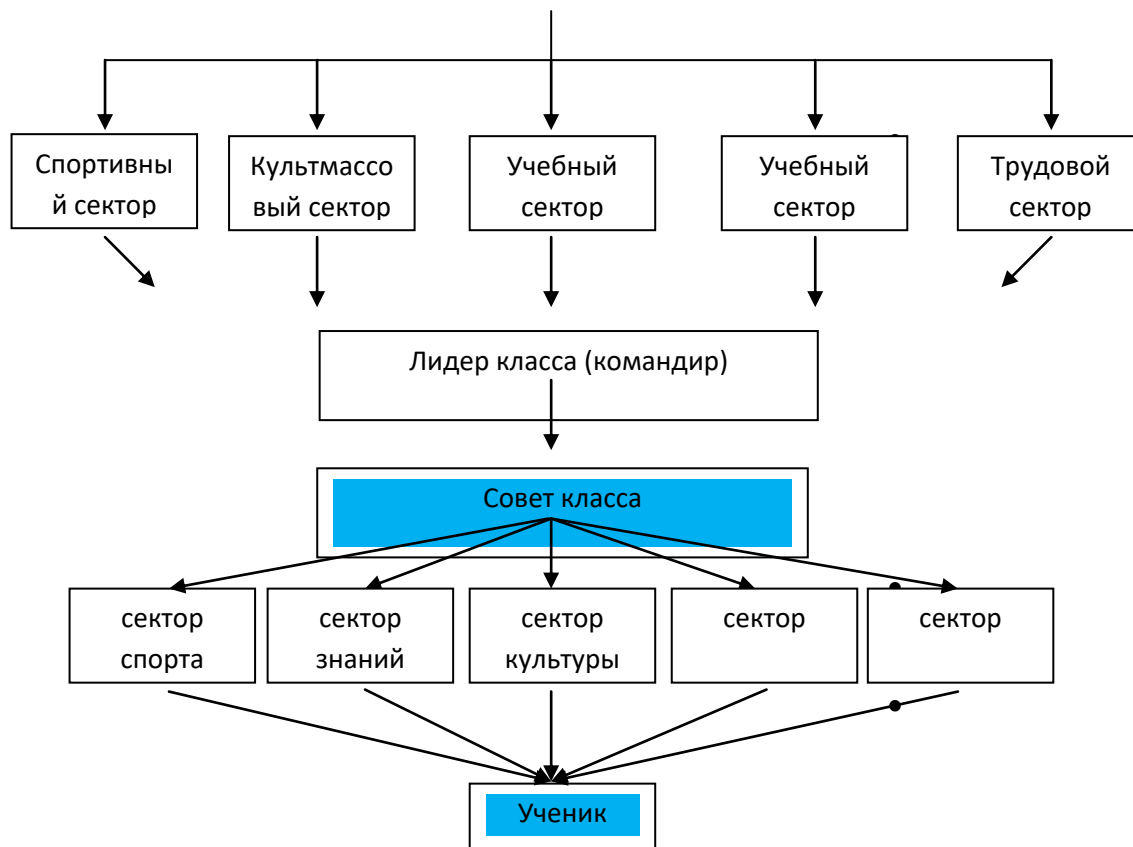 Спортивны
й сектор
Культмассо
вый сектор
Учебный
сектор
Учебный
сектор
Трудовой
сектор
Лидер класса (командир)
Совет класса
сектор
спорта
сектор
знаний
сектор
культуры
сектор
сектор
Ученик